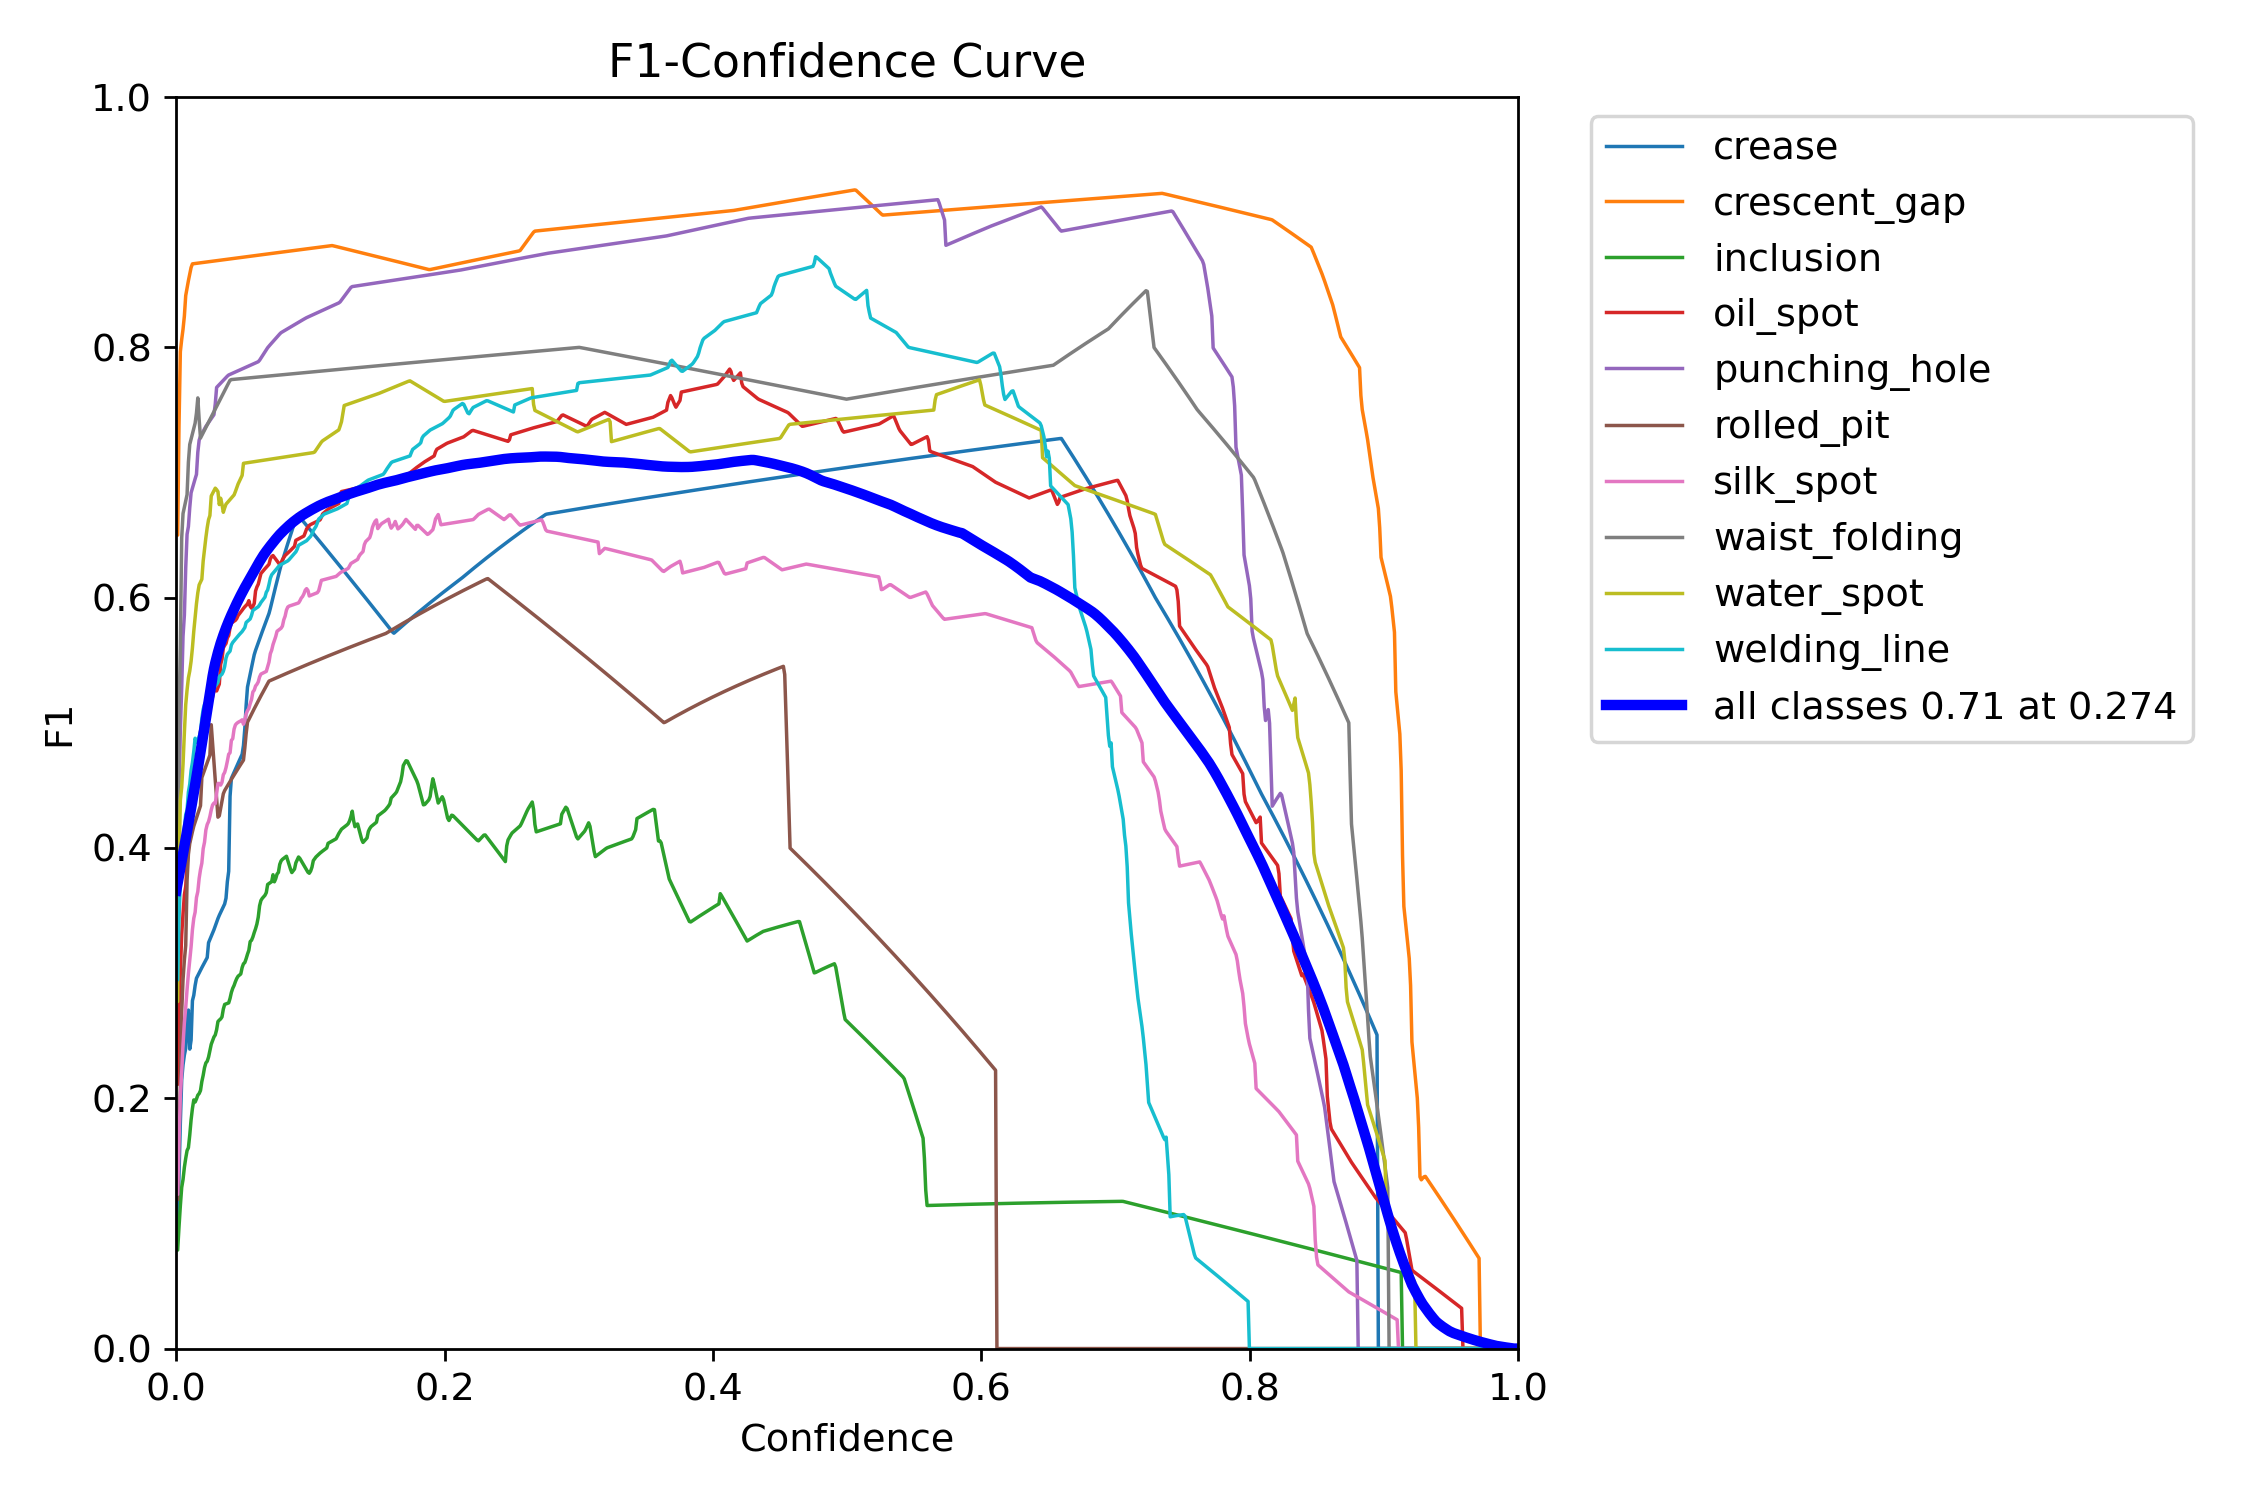 F1-Confidence Curve
1.0
0.8
0.6
0.4
0.2
0.0
F1
0.0 0.2 0.4 0.6 0.8 1.0
Confidence
crease
crescent_gap
inclusion
oil_spot
punching_hole
rolled_pit
silk_spot
waist_folding
water_spot
welding_line
all classes 0.71 at 0.274